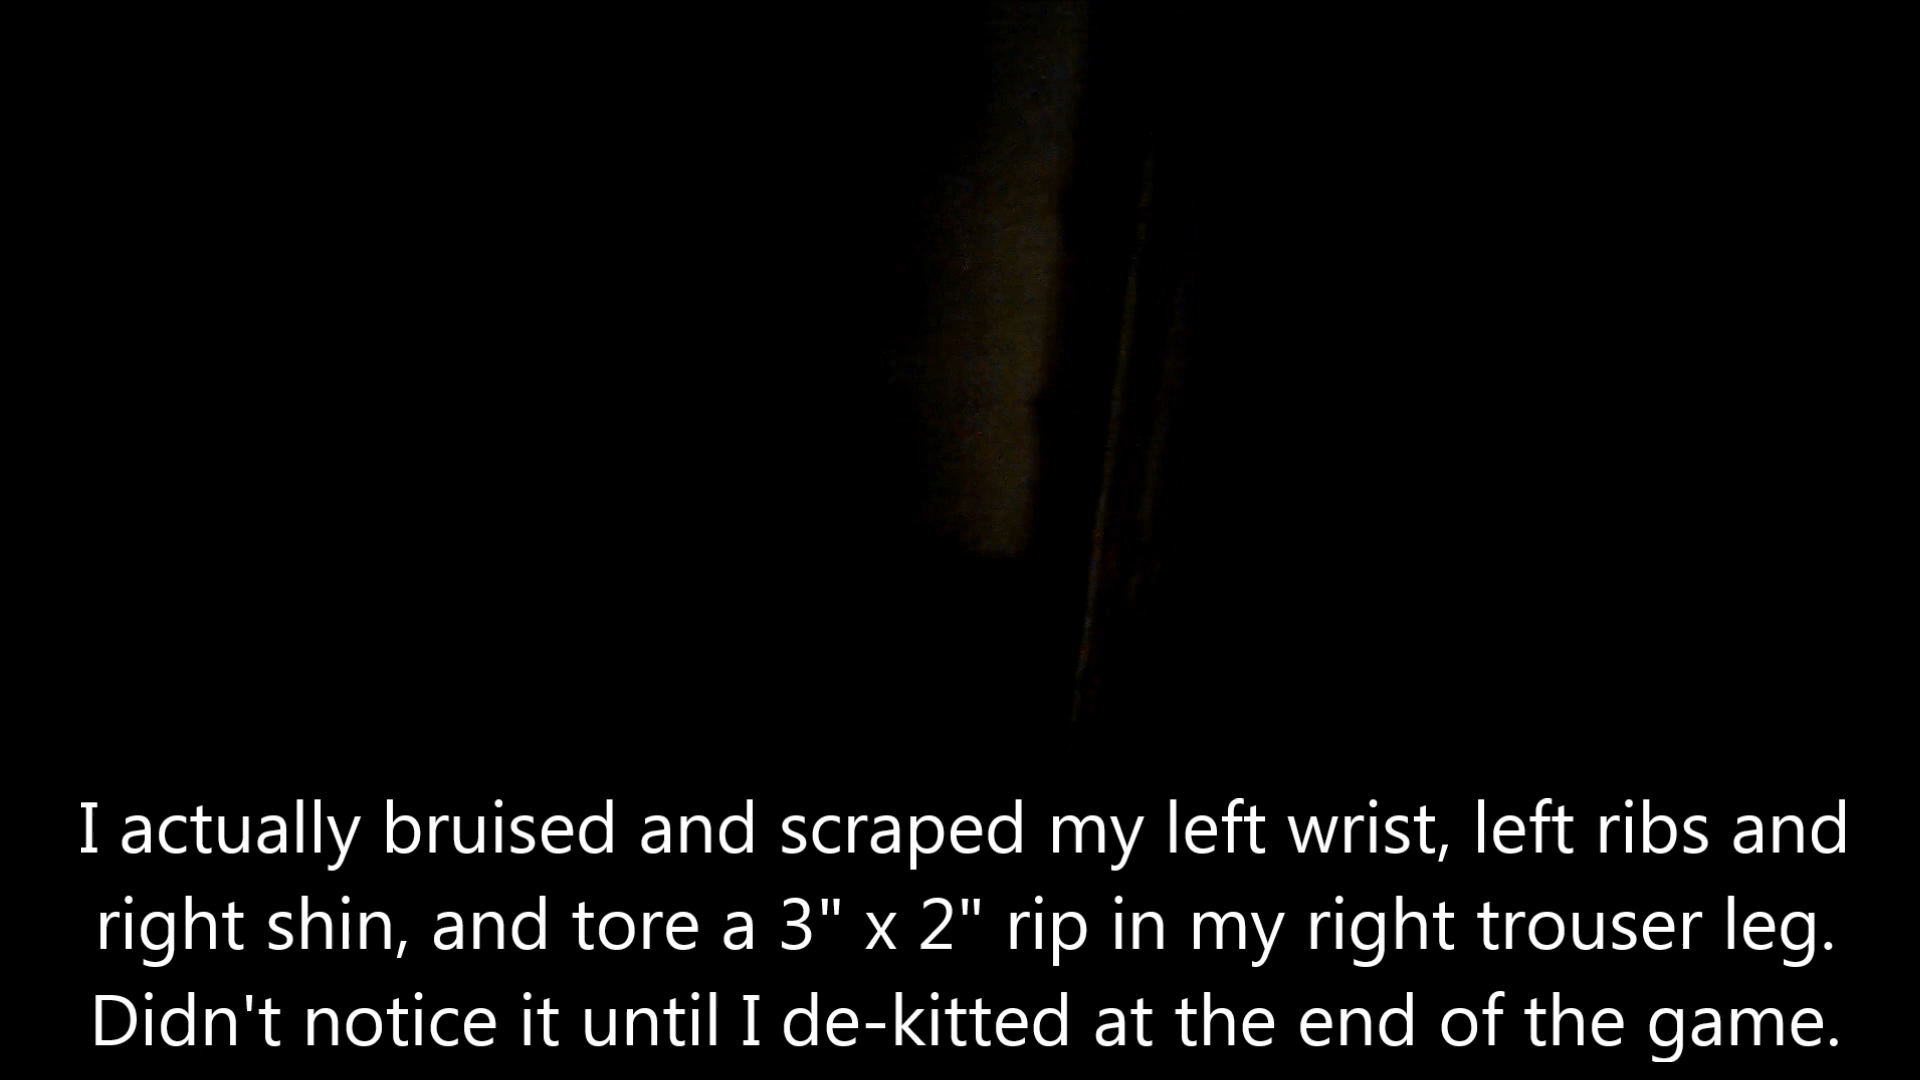 I actually bruised and scraped my left wrist, left ribs and
right shin, and tore a 3" x 2" rip in my right trouser leg.
Didn't notice it until I de-kitted at the end of the game.